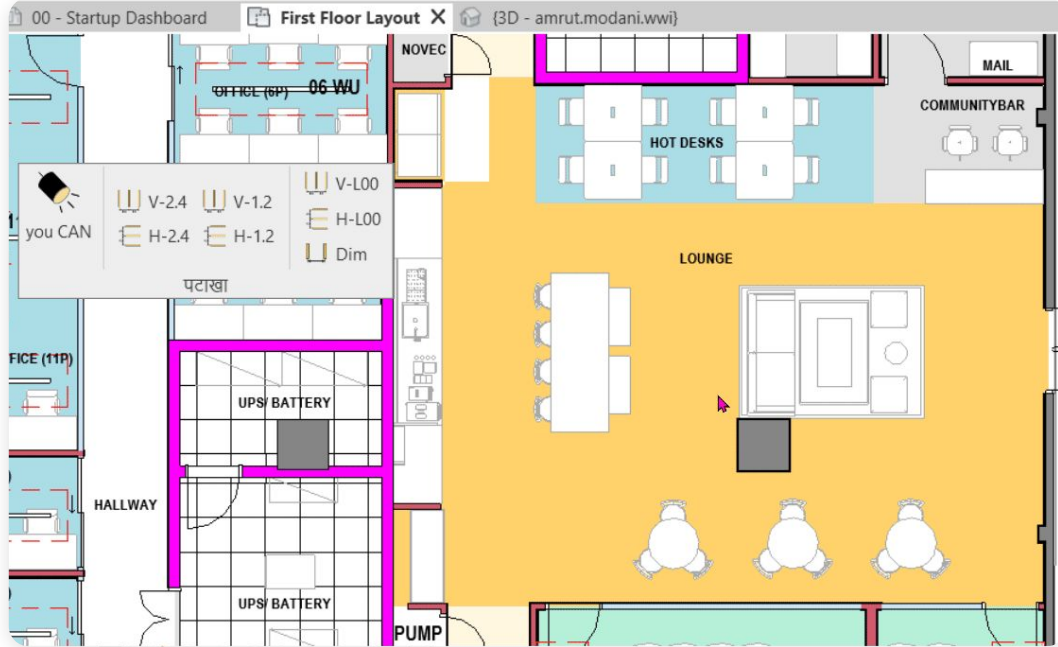 00 - Startup Dashboard
First Floor Layout
{3D - amrut.modani.wwi}
NOVEC
MAIL
OFFICE (6P)
06 WU
COMMUNITYBAR
HOT DESKS
you CAN
V-2.4
V-1.2
V-L00
H-2.4
H-1.2
H-L00
Dim
पटाखा
LOUNGE
FICE (11P)
UPS/ BATTERY
HALLWAY
UPS/ BATTERY
PUMP